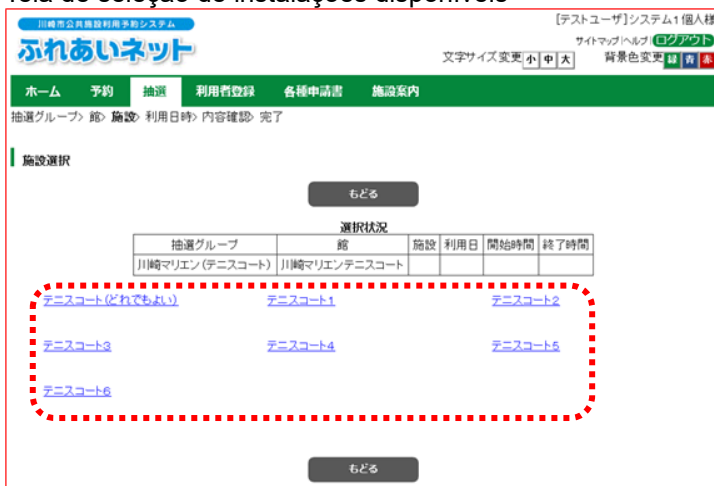 Tela de seleção de instalações disponíveis
川崎市公共施設利用予約システム
[テストユーザ]システム1個人様
ふれあいネット
サイトマップ|ヘルプ|ログアウト
文字サイズ変更 小 中 大 背景色変更 緑 青 赤
ホーム 予約 抽選 利用者登録 各種申請書 施設案内
抽選グループ> 館> 施設> 利用日時> 内容確認> 完了
施設選択
もどる
選択状況
抽選グループ 館 施設 利用日 開始時間 終了時間
川崎マリエン(テニスコート) 川崎マリエンテニスコート
テニスコート(どれでもよい) テニスコート1 テニスコート2
テニスコート3 テニスコート4 テニスコート5
テニスコート6
もどる